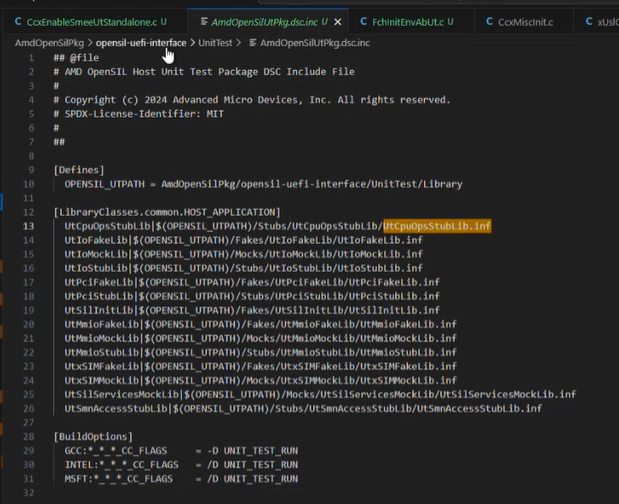 CcxEnableSmeeUtStandalone.c U
AmdOpenSilUtPkg.dsc.inc U
FchInitEnvAbUt.c U
CcxMiscInit.c
AmdOpenSilPkg > opensil-uefi-interface > UnitTest > AmdOpenSilUtPkg.dsc.inc
1 ## @file
2 # AMD OpenSIL Host Unit Test Package DSC Include File
3 #
4 # Copyright (c) 2024 Advanced Micro Devices, Inc. All rights reserved.
5 # SPDX-License-Identifier: MIT
6 #
7 ##
8
9 [Defines]
10 OPENSIL_UTPATH = AmdOpenSilPkg/opensil-uefi-interface/UnitTest/Library
11
12 [LibraryClasses.common.HOST_APPLICATION]
13 UtCpuOpsStubLib|$(OPENSIL_UTPATH)/Stubs/UtCpuOpsStubLib/UtCpuOpsStubLib.inf
14 UtIoFakeLib|$(OPENSIL_UTPATH)/Fakes/UtIoFakeLib/UtIoFakeLib.inf
15 UtIoMockLib|$(OPENSIL_UTPATH)/Mocks/UtIoMockLib/UtIoMockLib.inf
16 UtIoStubLib|$(OPENSIL_UTPATH)/Stubs/UtIoStubLib/UtIoStubLib.inf
17 UtPciFakeLib|$(OPENSIL_UTPATH)/Fakes/UtPciFakeLib/UtPciFakeLib.inf
18 UtPciStubLib|$(OPENSIL_UTPATH)/Stubs/UtPciStubLib/UtPciStubLib.inf
19 UtSilInitLib|$(OPENSIL_UTPATH)/Fakes/UtSilInitLib/UtSilInitLib.inf
20 UtMmioFakeLib|$(OPENSIL_UTPATH)/Fakes/UtMmioFakeLib/UtMmioFakeLib.inf
21 UtMmioMockLib|$(OPENSIL_UTPATH)/Mocks/UtMmioMockLib/UtMmioMockLib.inf
22 UtMmioStubLib|$(OPENSIL_UTPATH)/Stubs/UtMmioStubLib/UtMmioStubLib.inf
23 UtxSIMFakeLib|$(OPENSIL_UTPATH)/Fakes/UtxSIMFakeLib/UtxSIMFakeLib.inf
24 UtxSIMMockLib|$(OPENSIL_UTPATH)/Mocks/UtxSIMMockLib/UtxSIMMockLib.inf
25 UtSilServicesMockLib|$(OPENSIL_UTPATH)/Mocks/UtSilServicesMockLib/UtSilServicesMockLib.inf
26 UtSmnAccessStubLib|$(OPENSIL_UTPATH)/Stubs/UtSmnAccessStubLib/UtSmnAccessStubLib.inf
27
28 [BuildOptions]
29 GCC:*_*_*_CC_FLAGS = -D UNIT_TEST_RUN
30 INTEL:*_*_*_CC_FLAGS = /D UNIT_TEST_RUN
31 MSFT:*_*_*_CC_FLAGS = /D UNIT_TEST_RUN
32